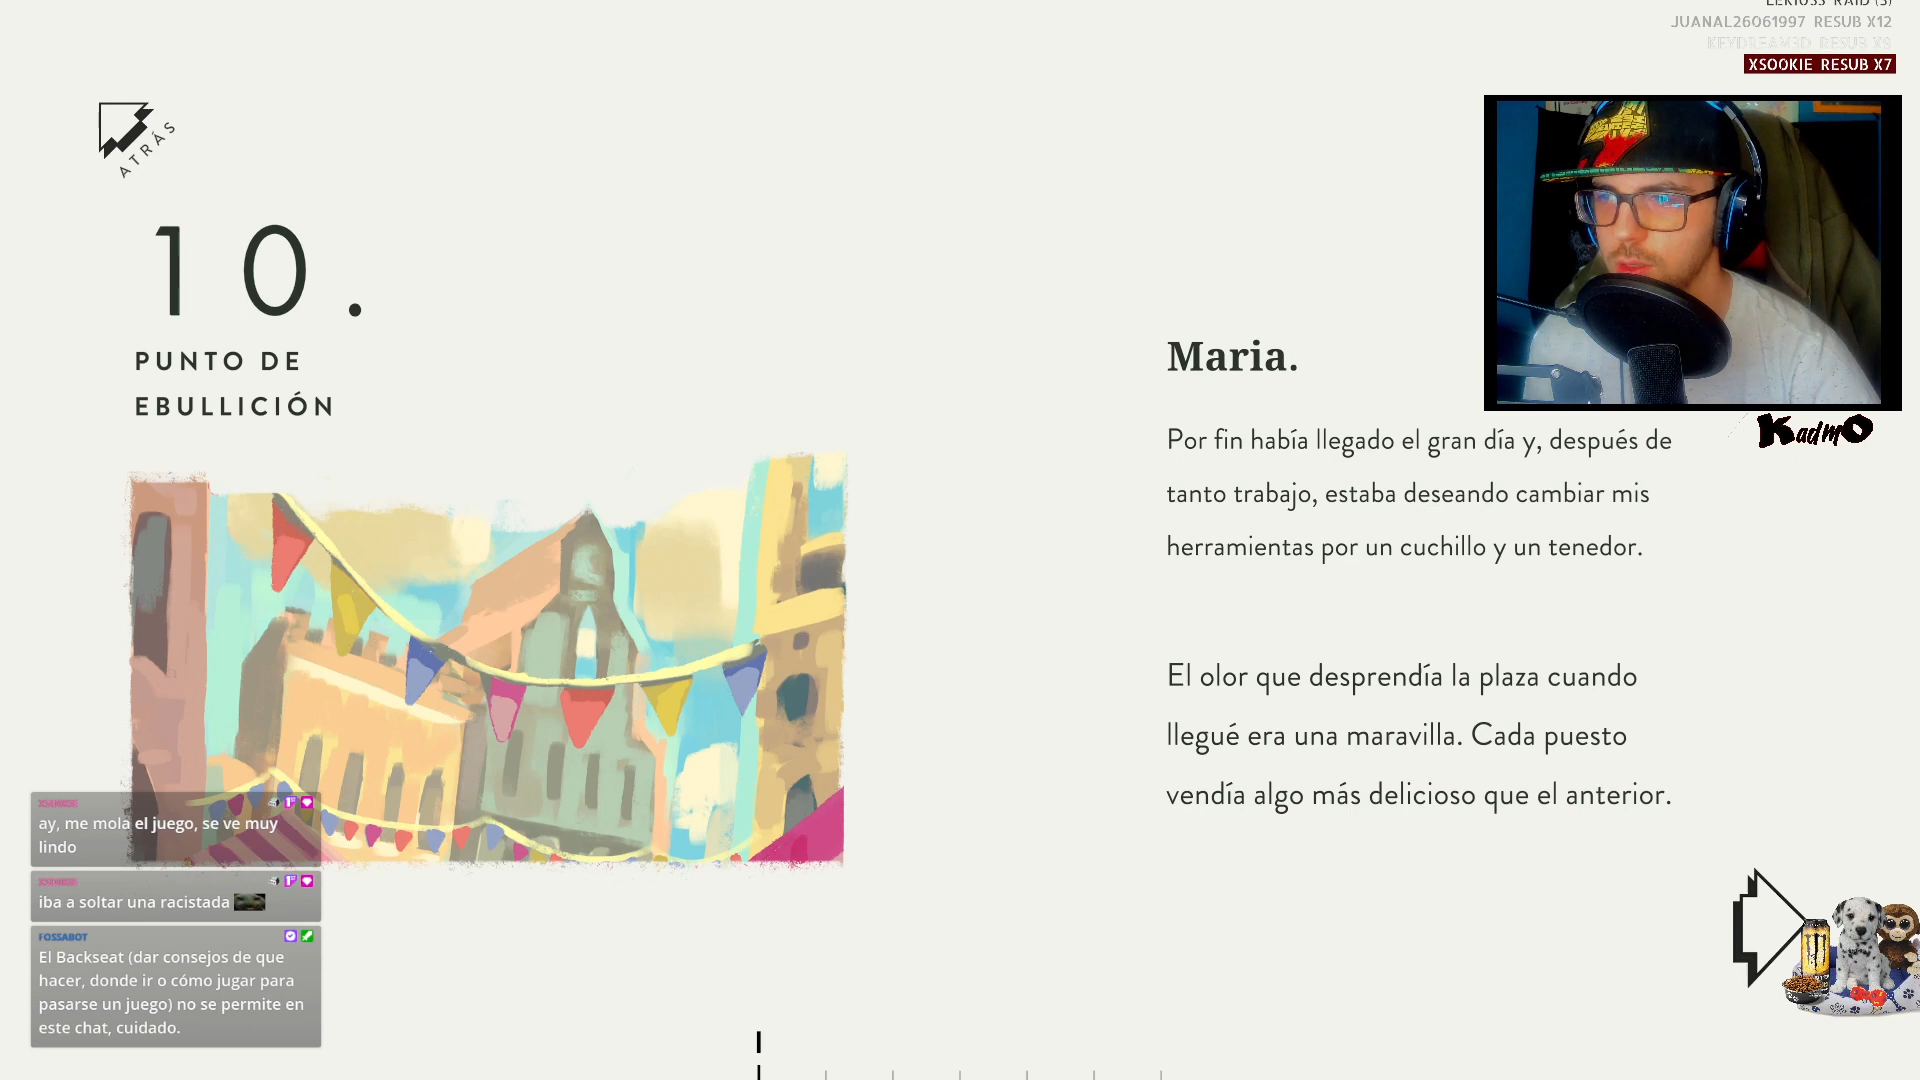 JUANAL26061997 RESUB X12
KEYDREAM3D RESUB X9
XSOOKIE RESUB X7
ATRÁS
10.
PUNTO DE
EBULLICIÓN
Maria.
Por fin había llegado el gran día y, después de
tanto trabajo, estaba deseando cambiar mis
herramientas por un cuchillo y un tenedor.
El olor que desprendía la plaza cuando
llegué era una maravilla. Cada puesto
vendía algo más delicioso que el anterior.
KadmO
ay, me mola el juego, se ve muy
lindo
iba a soltar una racistada
FOSSABOT
El Backseat (dar consejos de que
hacer, donde ir o cómo jugar para
pasarse un juego) no se permite en
este chat, cuidado.